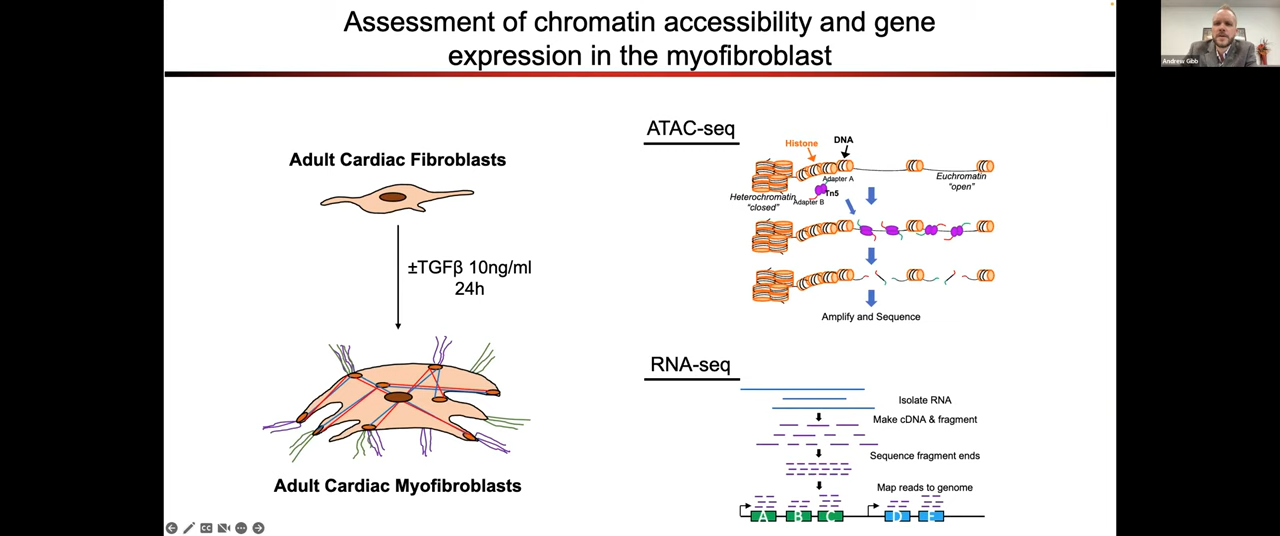 Assessment of chromatin accessibility and gene
expression in the myofibroblast
Andrew Gibb
Adult Cardiac Fibroblasts
±TGFβ 10ng/ml
24h
Adult Cardiac Myofibroblasts
ATAC-seq
Histone
DNA
Adapter A
Heterochromatin
"closed"
Adapter B
Tn5
Euchromatin
"open"
Amplify and Sequence
RNA-seq
Isolate RNA
Make cDNA & fragment
Sequence fragment ends
Map reads to genome
A B C D E
CC